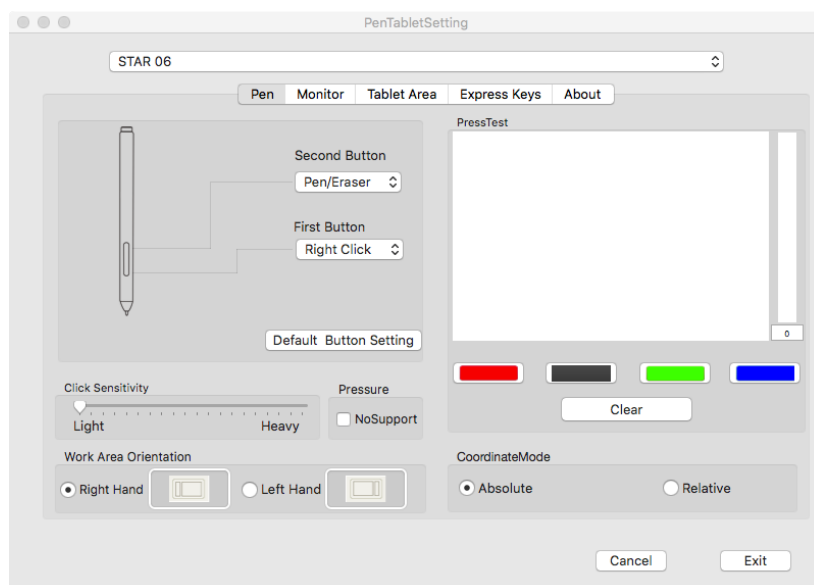 PenTabletSetting
STAR 06
Pen Monitor Tablet Area Express Keys About
Second Button
Pen/Eraser
First Button
Right Click
Default Button Setting
PressTest
0
Clear
Click Sensitivity
Light Heavy
Pressure
NoSupport
Work Area Orientation
Right Hand Left Hand
CoordinateMode
Absolute Relative
Cancel Exit